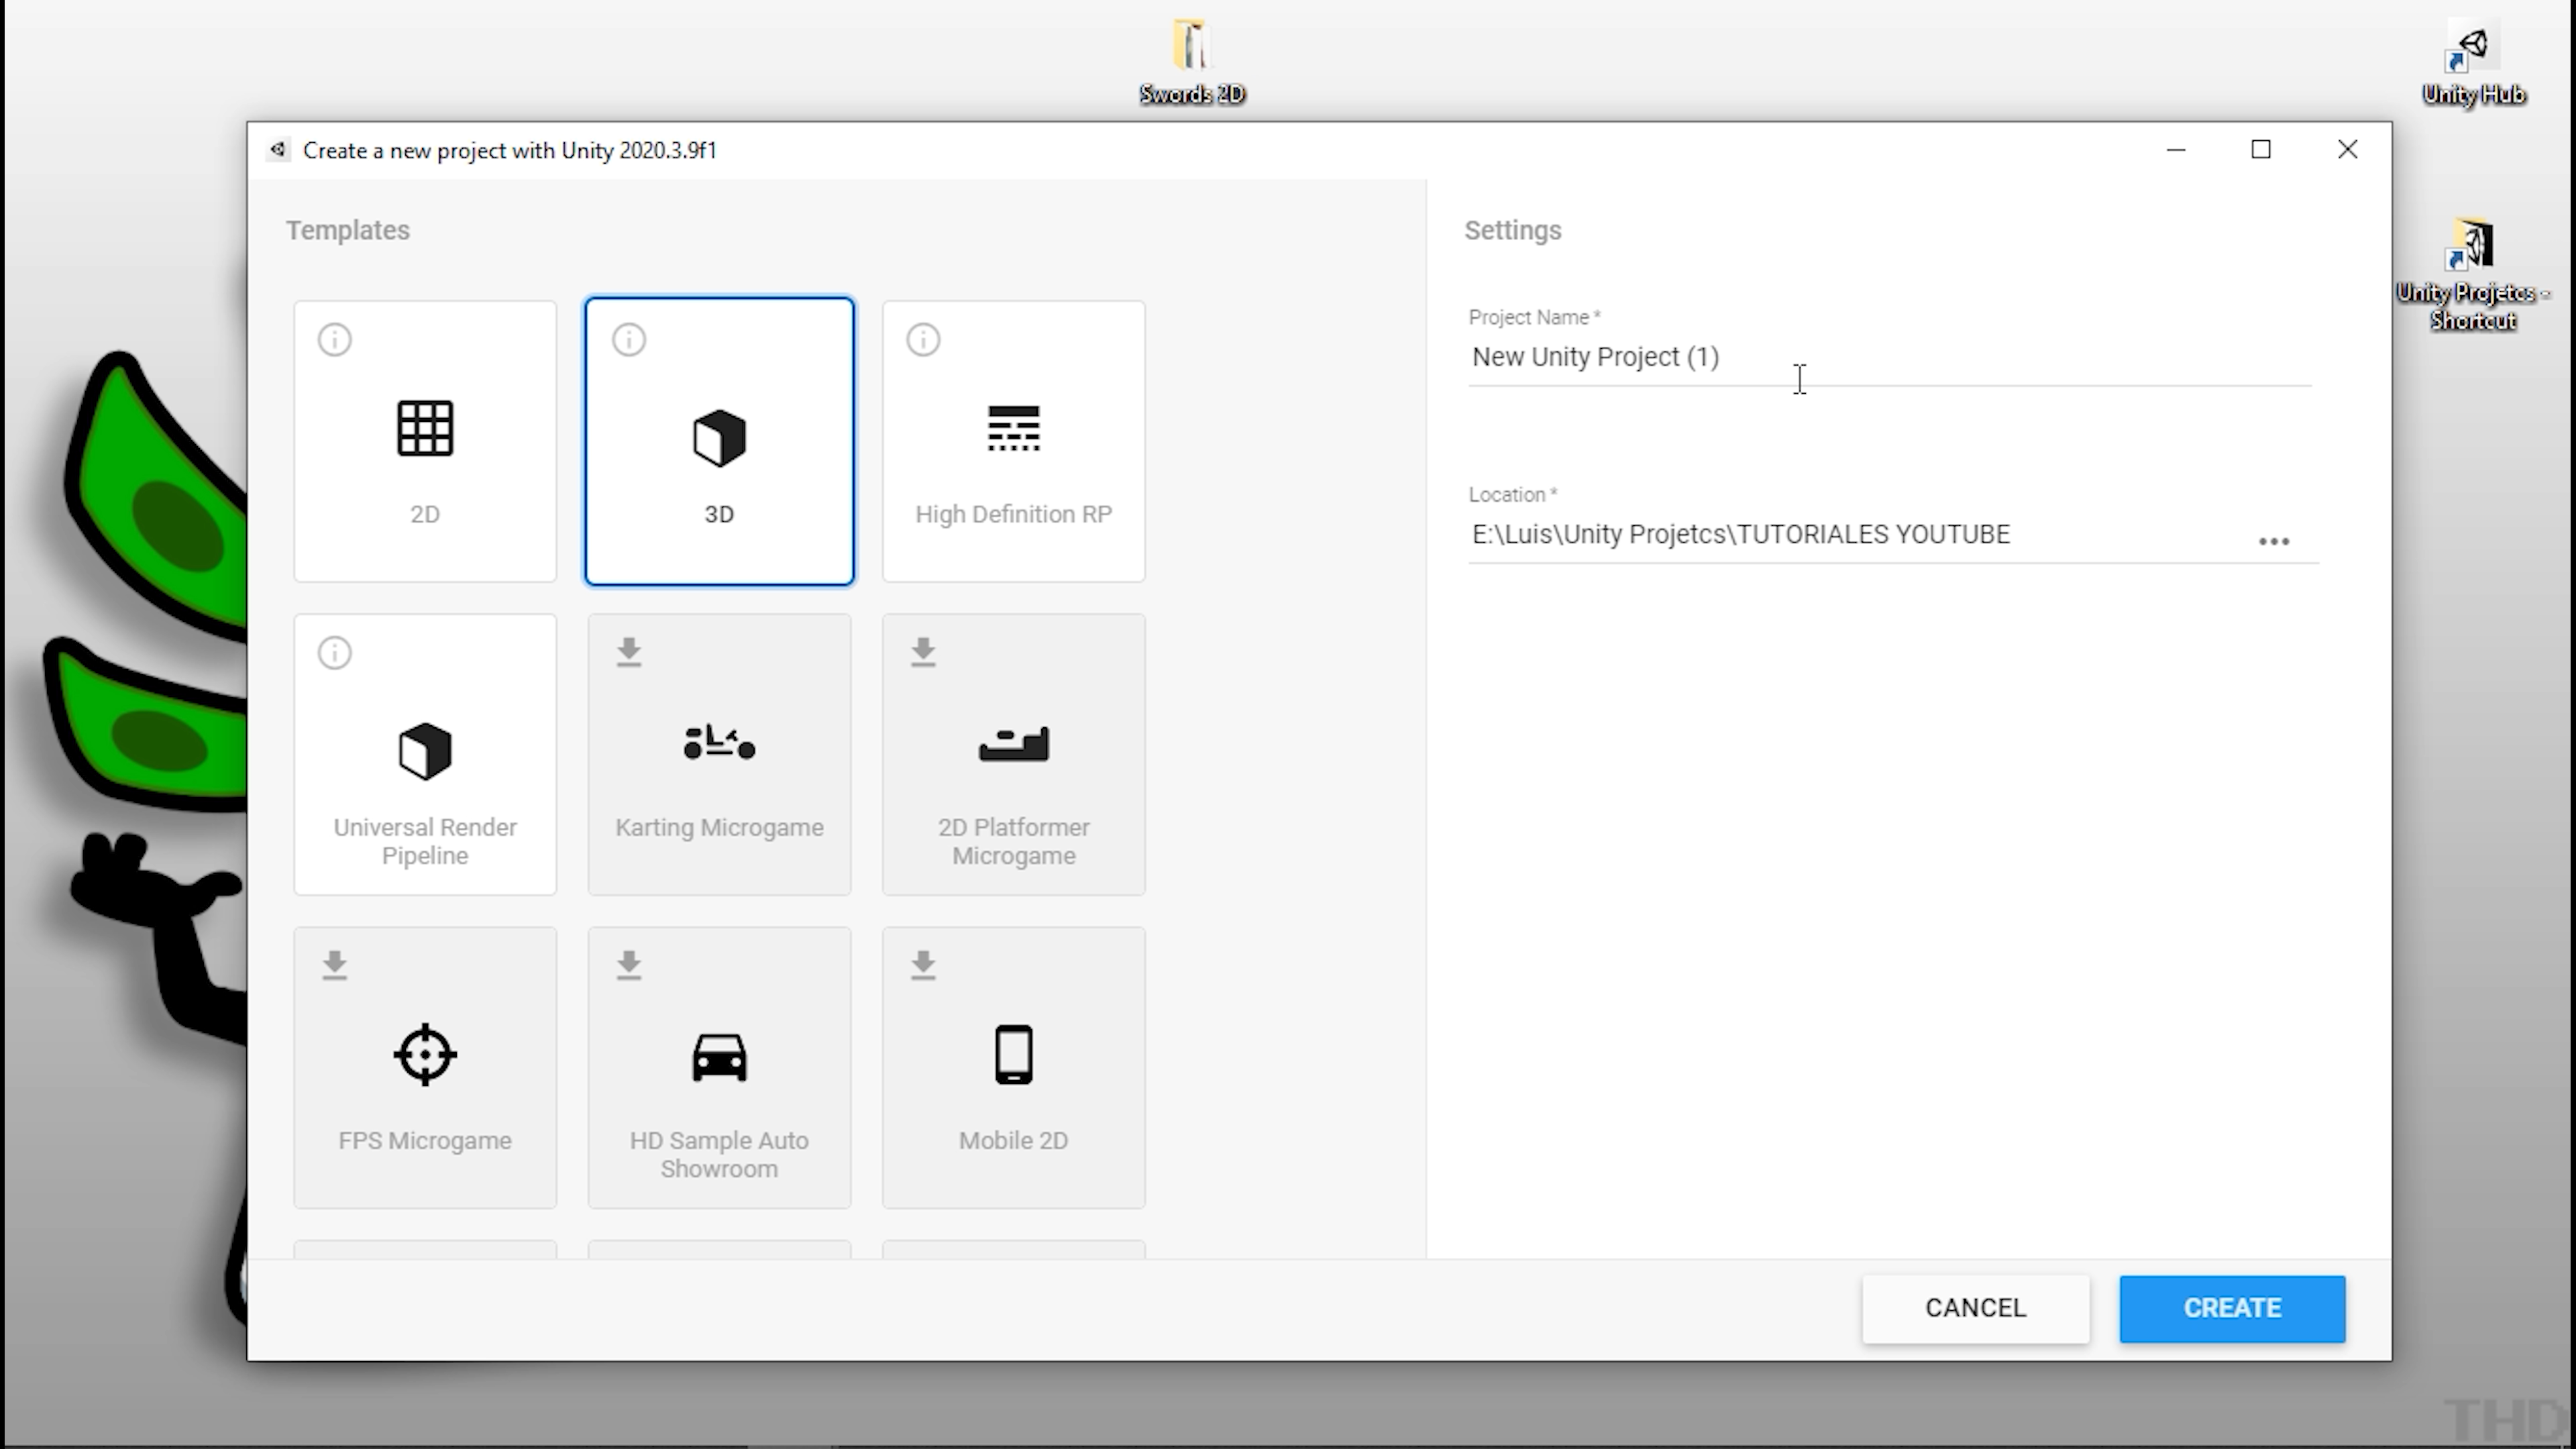 Swords 2D
Unity Hub
Create a new project with Unity 2020.3.9f1
Templates
Settings
Unity Projetcs -
Shortcut
Project Name *
New Unity Project (1)
2D
3D
High Definition RP
Location *
E:\Luis\Unity Projetcs\TUTORIALES YOUTUBE
Universal Render
Pipeline
Karting Microgame
2D Platformer
Microgame
FPS Microgame
HD Sample Auto
Showroom
Mobile 2D
CANCEL
CREATE
THD